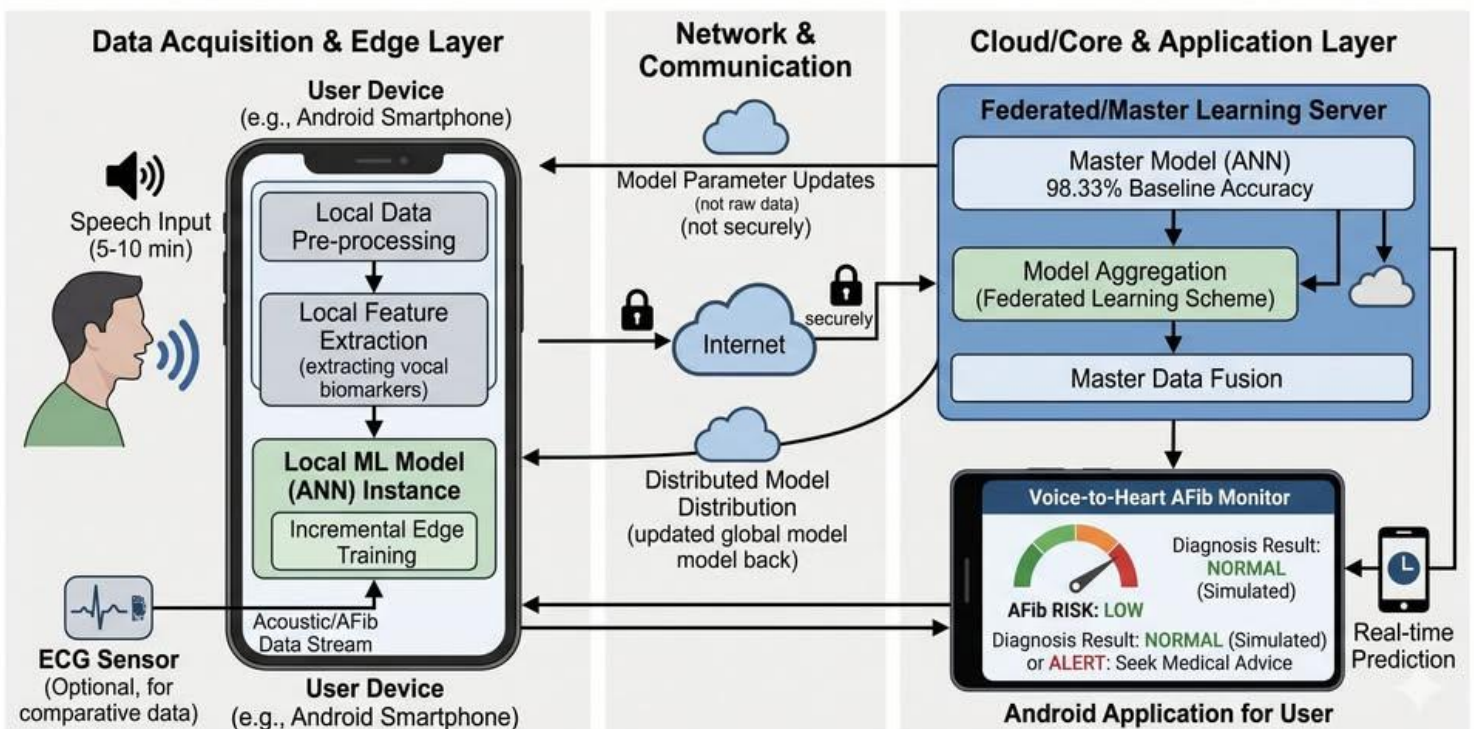 Data Acquisition & Edge Layer
User Device
(e.g., Android Smartphone)
Speech Input
(5-10 min)
Local Data
Pre-processing
Local Feature
Extraction
(extracting vocal
biomarkers)
Local ML Model
(ANN) Instance
Incremental Edge
Training
Acoustic/AFib
Data Stream
ECG Sensor
(Optional, for
comparative data)
User Device
(e.g., Android Smartphone)
Network &
Communication
Model Parameter Updates
(not raw data)
(not securely)
Internet
securely
Distributed Model
Distribution
(updated global model
model back)
Cloud/Core & Application Layer
Federated/Master Learning Server
Master Model (ANN)
98.33% Baseline Accuracy
Model Aggregation
(Federated Learning Scheme)
Master Data Fusion
Voice-to-Heart AFib Monitor
AFib RISK: LOW
Diagnosis Result:
NORMAL
(Simulated)
Diagnosis Result: NORMAL (Simulated)
or ALERT: Seek Medical Advice
Real-time
Prediction
Android Application for User